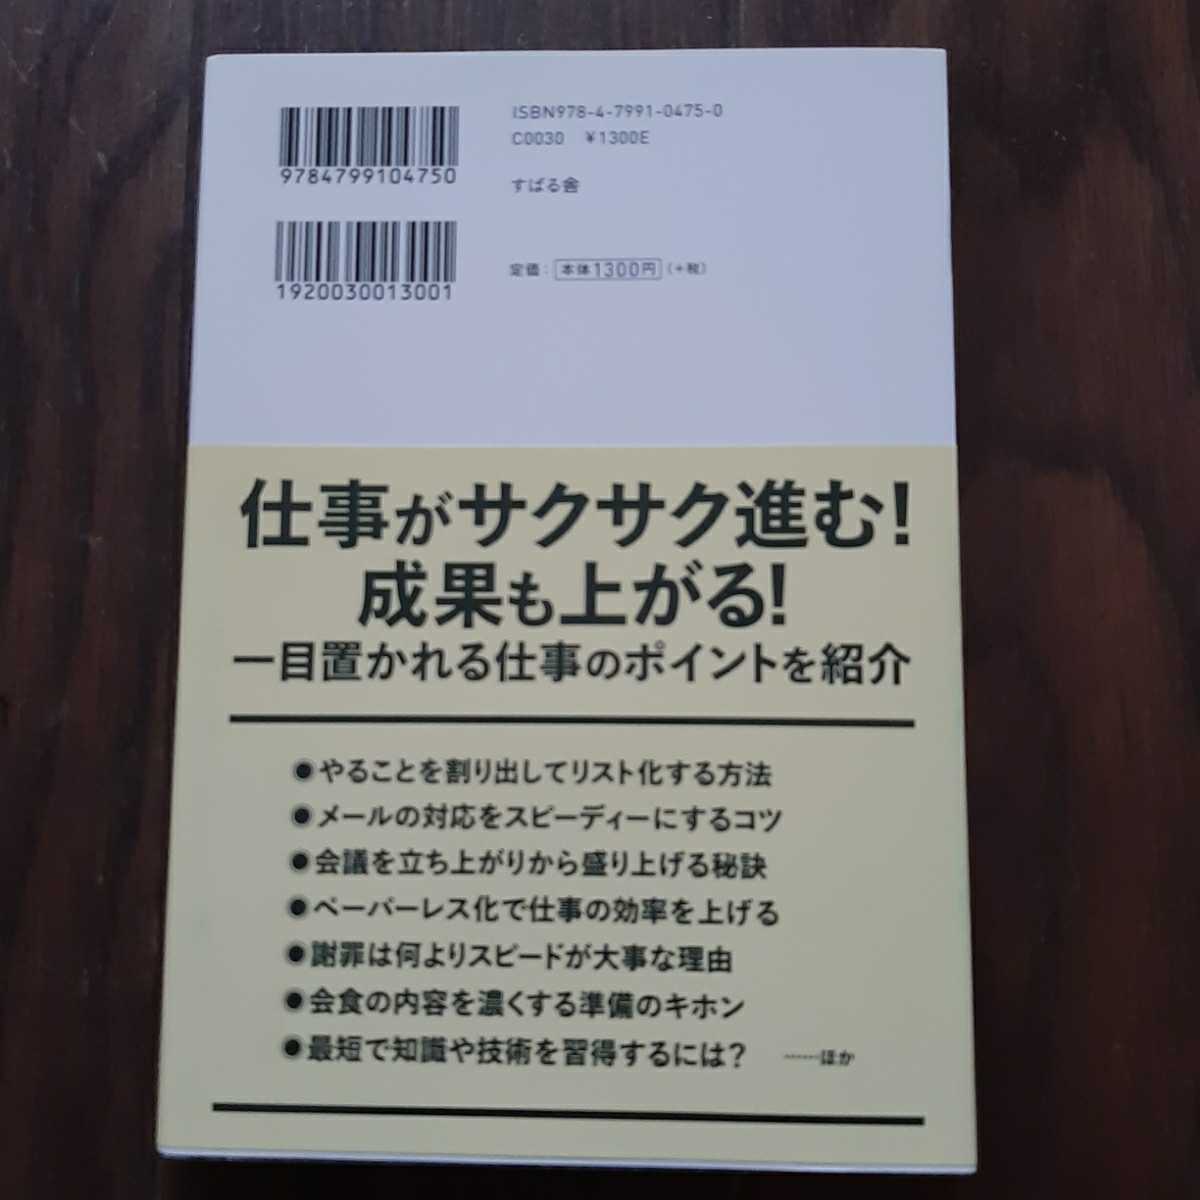 ISBN978-4-7991-0475-0
C0030 ¥1300E
9784799104750
すばる舎
定価：本体1300円（+税）
1920030013001
仕事がサクサク進む！
成果も上がる！
一目置かれる仕事のポイントを紹介
●やることを割り出してリスト化する方法
●メールの対応をスピーディーにするコツ
●会議を立ち上がりから盛り上げる秘訣
●ペーパーレス化で仕事の効率を上げる
●謝罪は何よりスピードが大事な理由
●会食の内容を濃くする準備のキホン
●最短で知識や技術を習得するには？ ……ほか